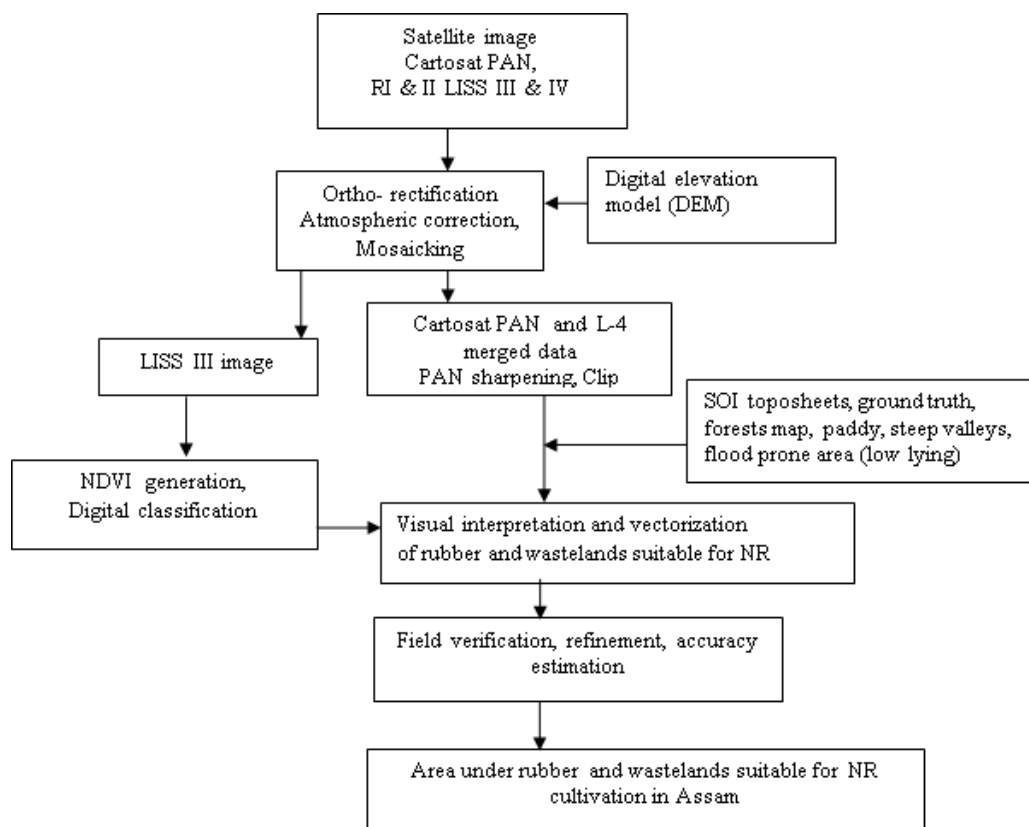 Satellite image
Cartosat PAN,
RI & II LISS III & IV
Ortho- rectification
Atmospheric correction,
Mosaicking
Digital elevation
model (DEM)
Cartosat PAN and L-4
merged data
PAN sharpening, Clip
LISS III image
SOI toposheets, ground truth,
forests map, paddy, steep valleys,
flood prone area (low lying)
NDVI generation,
Digital classification
Visual interpretation and vectorization
of rubber and wastelands suitable for NR
Field verification, refinement, accuracy
estimation
Area under rubber and wastelands suitable for NR
cultivation in Assam